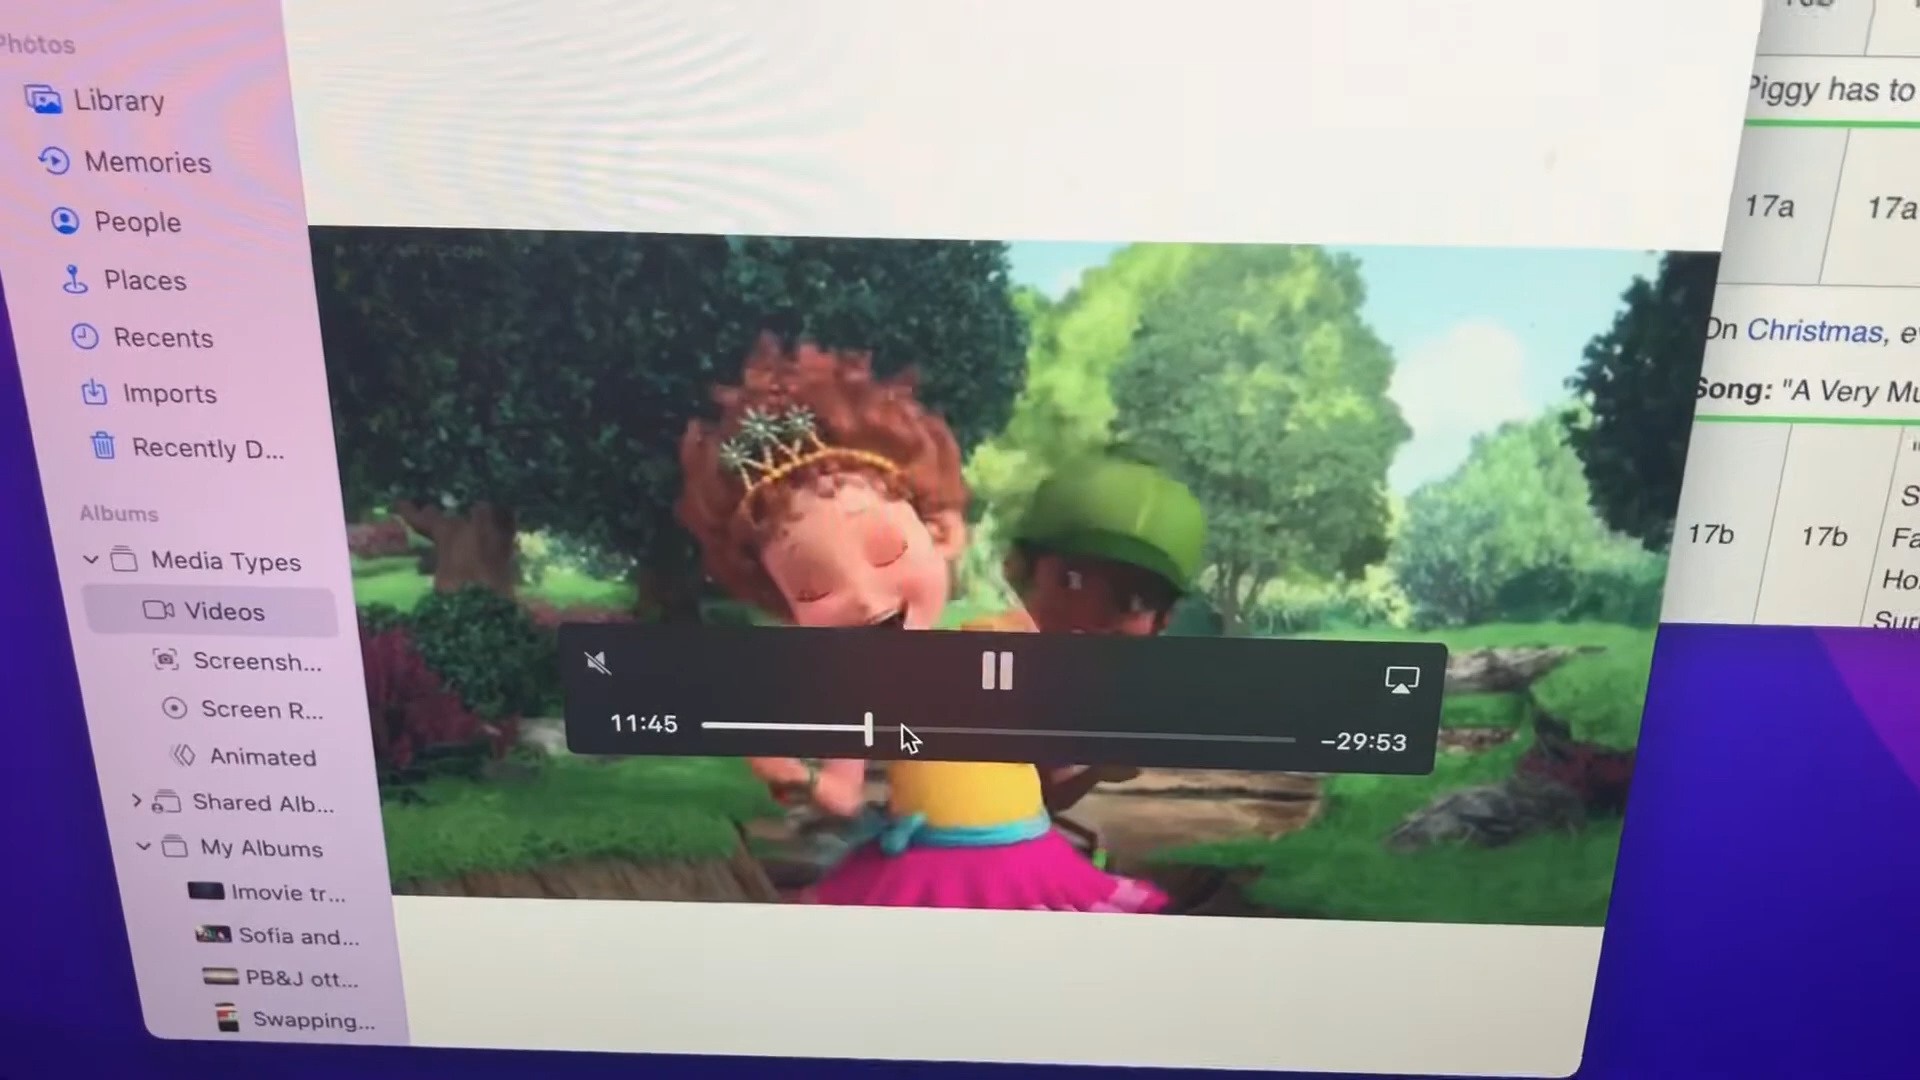 Photos
Library
Memories
People
Places
Recents
Imports
Recently D...
Albums
Media Types
Videos
Screensh...
Screen R...
Animated
Shared Alb...
My Albums
Imovie tr...
Sofia and...
PB&J ott...
Swapping...
11:45
-29:53
Piggy has to
17a 17a
On Christmas, e
Song: "A Very Mu
17b 17b
S
Fa
Ho
Surp